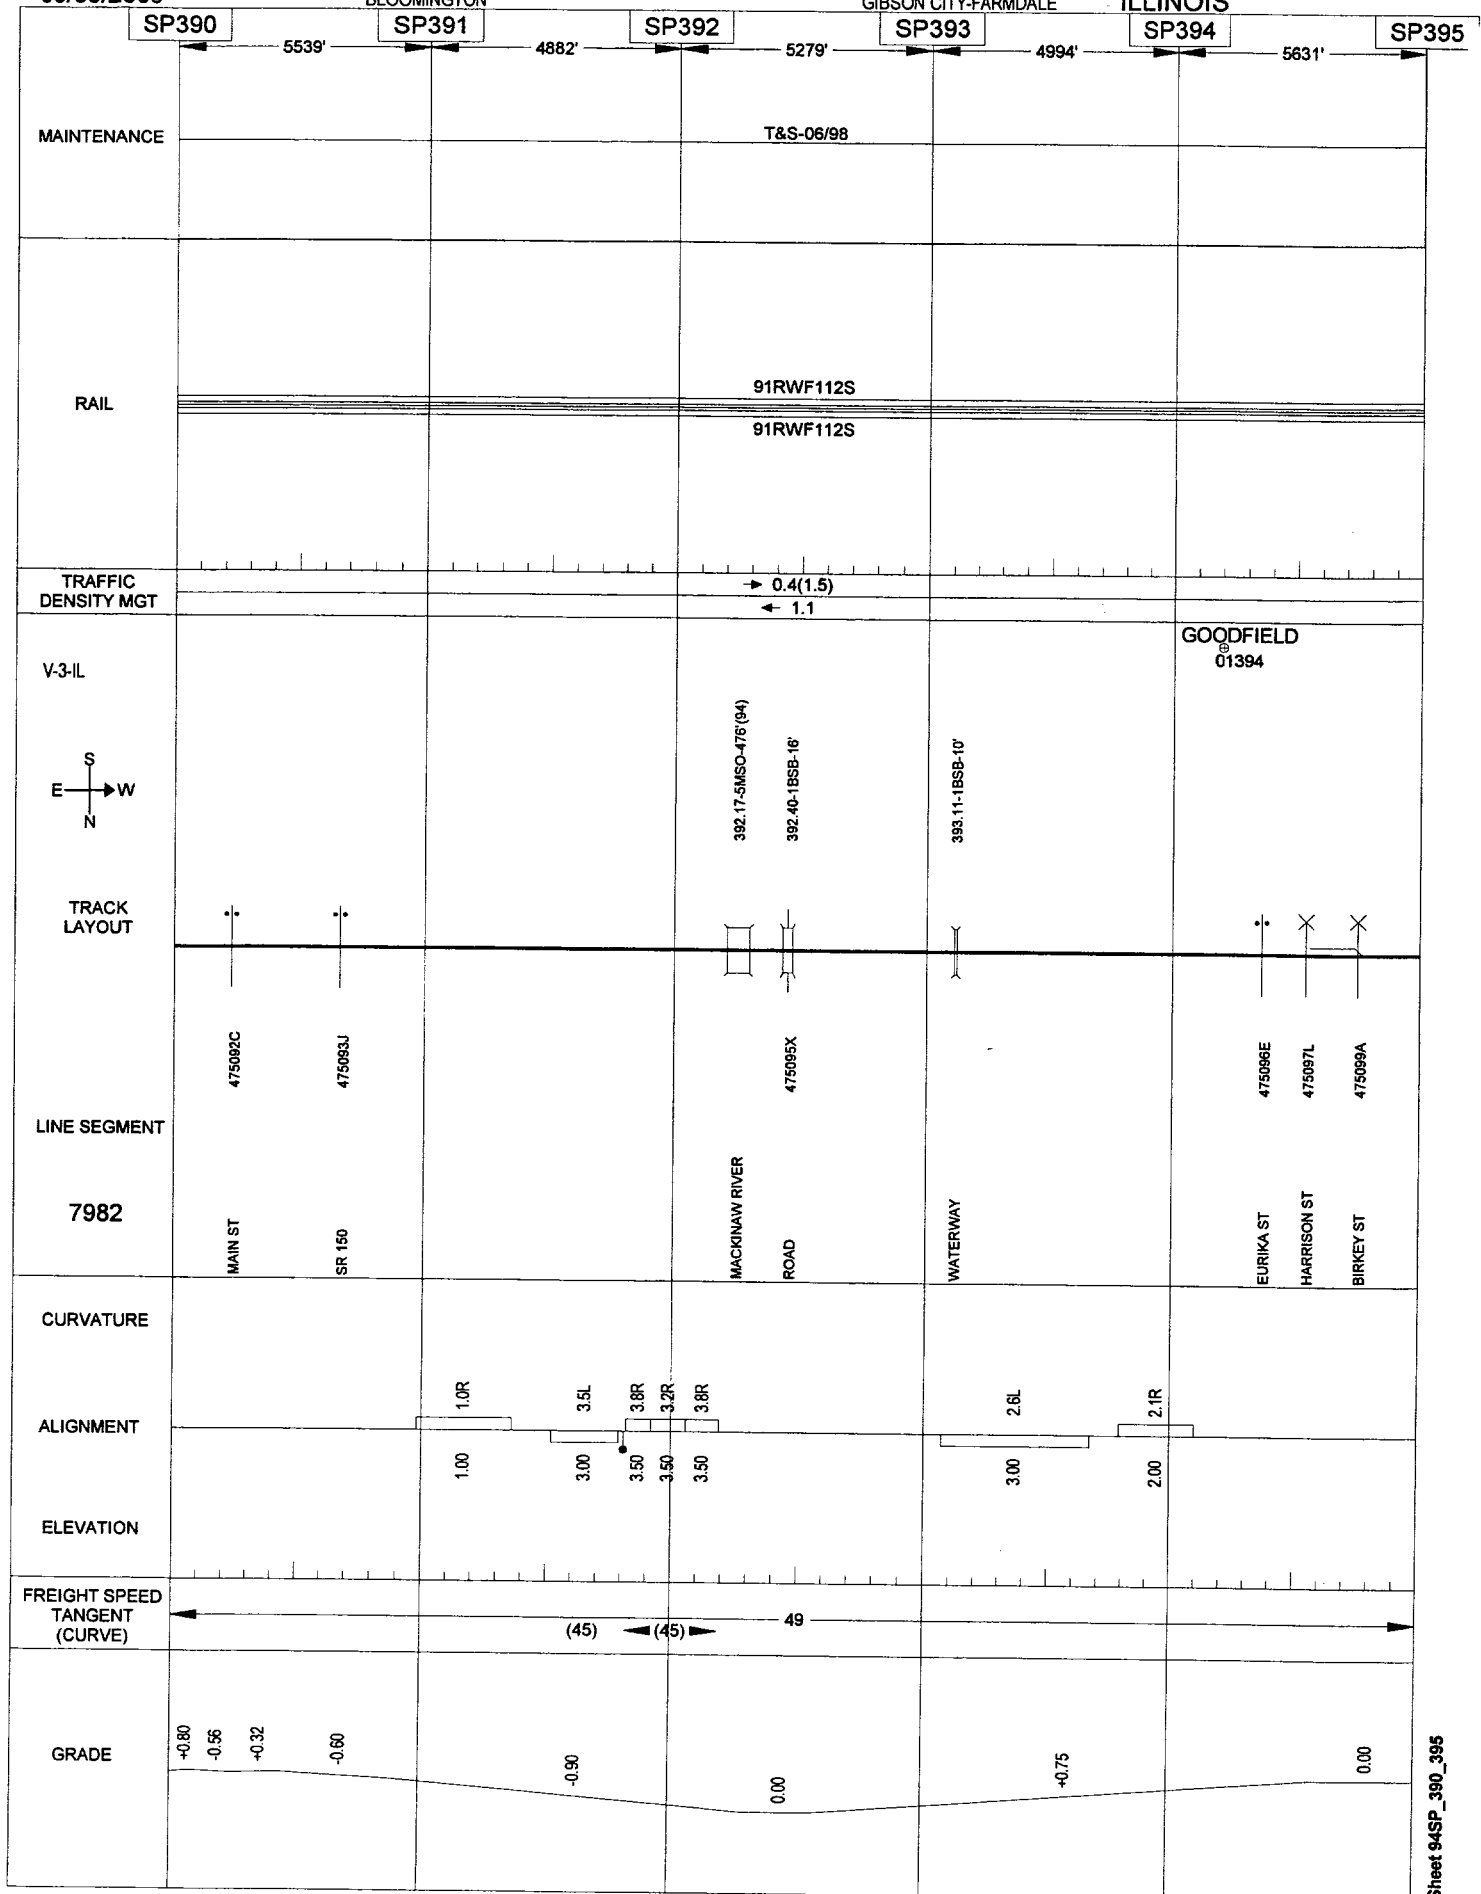 BLOOMINGTON
GIBSON CITY-FARMDALE
ILLINOIS
SP390
SP391
SP392
SP393
SP394
SP395
5539'
4882'
5279'
4994'
5631'
MAINTENANCE
T&S-06/98
RAIL
91RWF112S
91RWF112S
TRAFFIC
DENSITY MGT
0.4(1.5)
1.1
V-3-IL
GOODFIELD
01394
S
E W
N
392.17-5MSO-476'(94)
392.40-1BSB-16'
393.11-1BSB-10'
TRACK
LAYOUT
475092C
475093J
475095X
475096E
475097L
475099A
LINE SEGMENT
7982
MAIN ST
SR 150
MACKINAW RIVER
ROAD
WATERWAY
EURIKA ST
HARRISON ST
BIRKEY ST
CURVATURE
1.0R
3.5L
3.8R
3.2R
3.8R
2.6L
2.1R
ALIGNMENT
1.00
3.00
3.50
3.50
3.50
3.00
2.00
ELEVATION
FREIGHT SPEED
TANGENT
(CURVE)
49
(45)
(45)
GRADE
+0.80
-0.56
+0.32
-0.60
-0.90
0.00
+0.75
0.00
Sheet 94SP_390_395